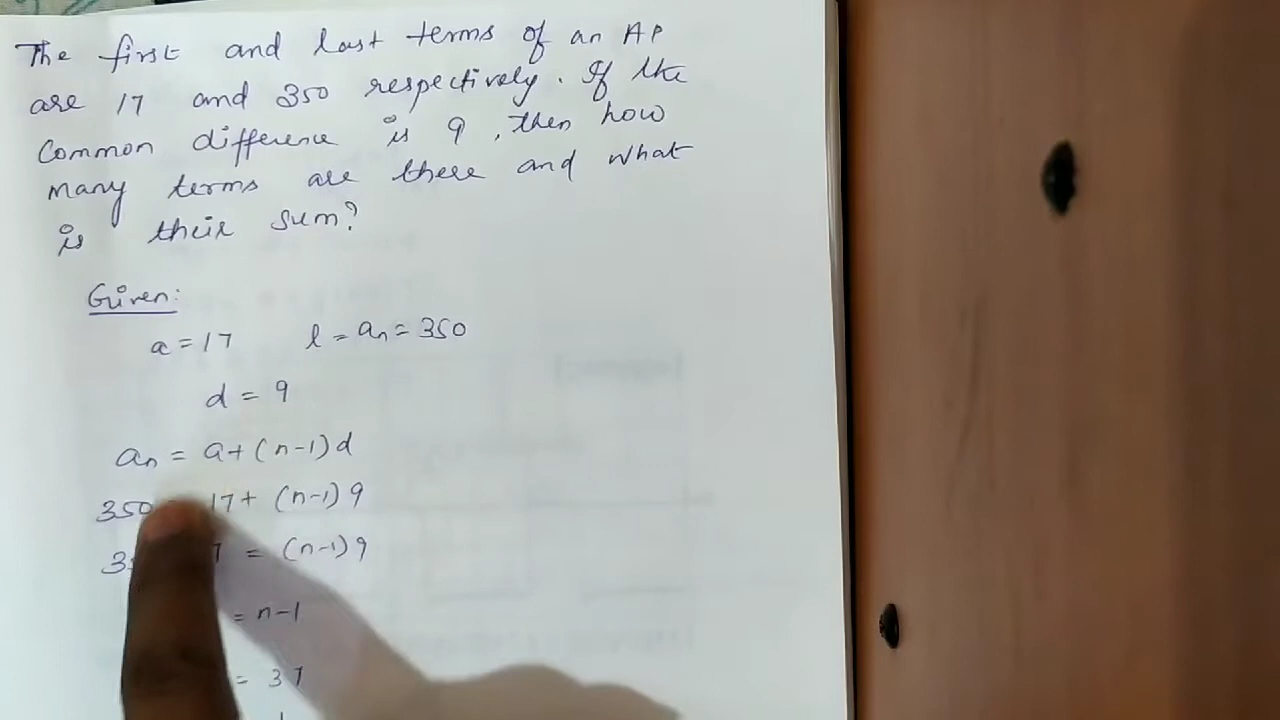 The first and last terms of an AP
are 17 and 350 respectively. If the
common difference is 9, then how
many terms are there and what
is their sum?
Given:
a = 17 l = an = 350
d = 9
an = a + (n-1) d
350 17 + (n-1) 9
= (n-1) 9
= n-1
= 37